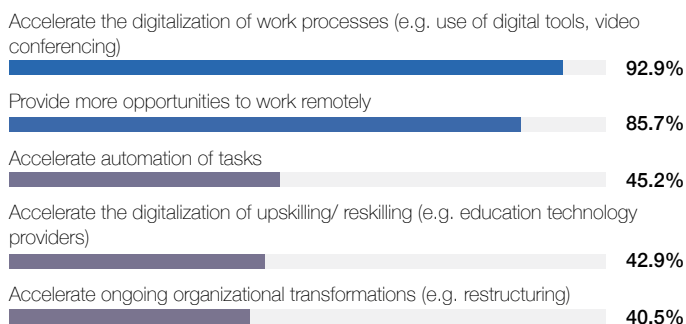 Accelerate the digitalization of work processes (e.g. use of digital tools, video
conferencing)
92.9%
Provide more opportunities to work remotely
85.7%
Accelerate automation of tasks
45.2%
Accelerate the digitalization of upskilling/ reskilling (e.g. education technology
providers)
42.9%
Accelerate ongoing organizational transformations (e.g. restructuring)
40.5%